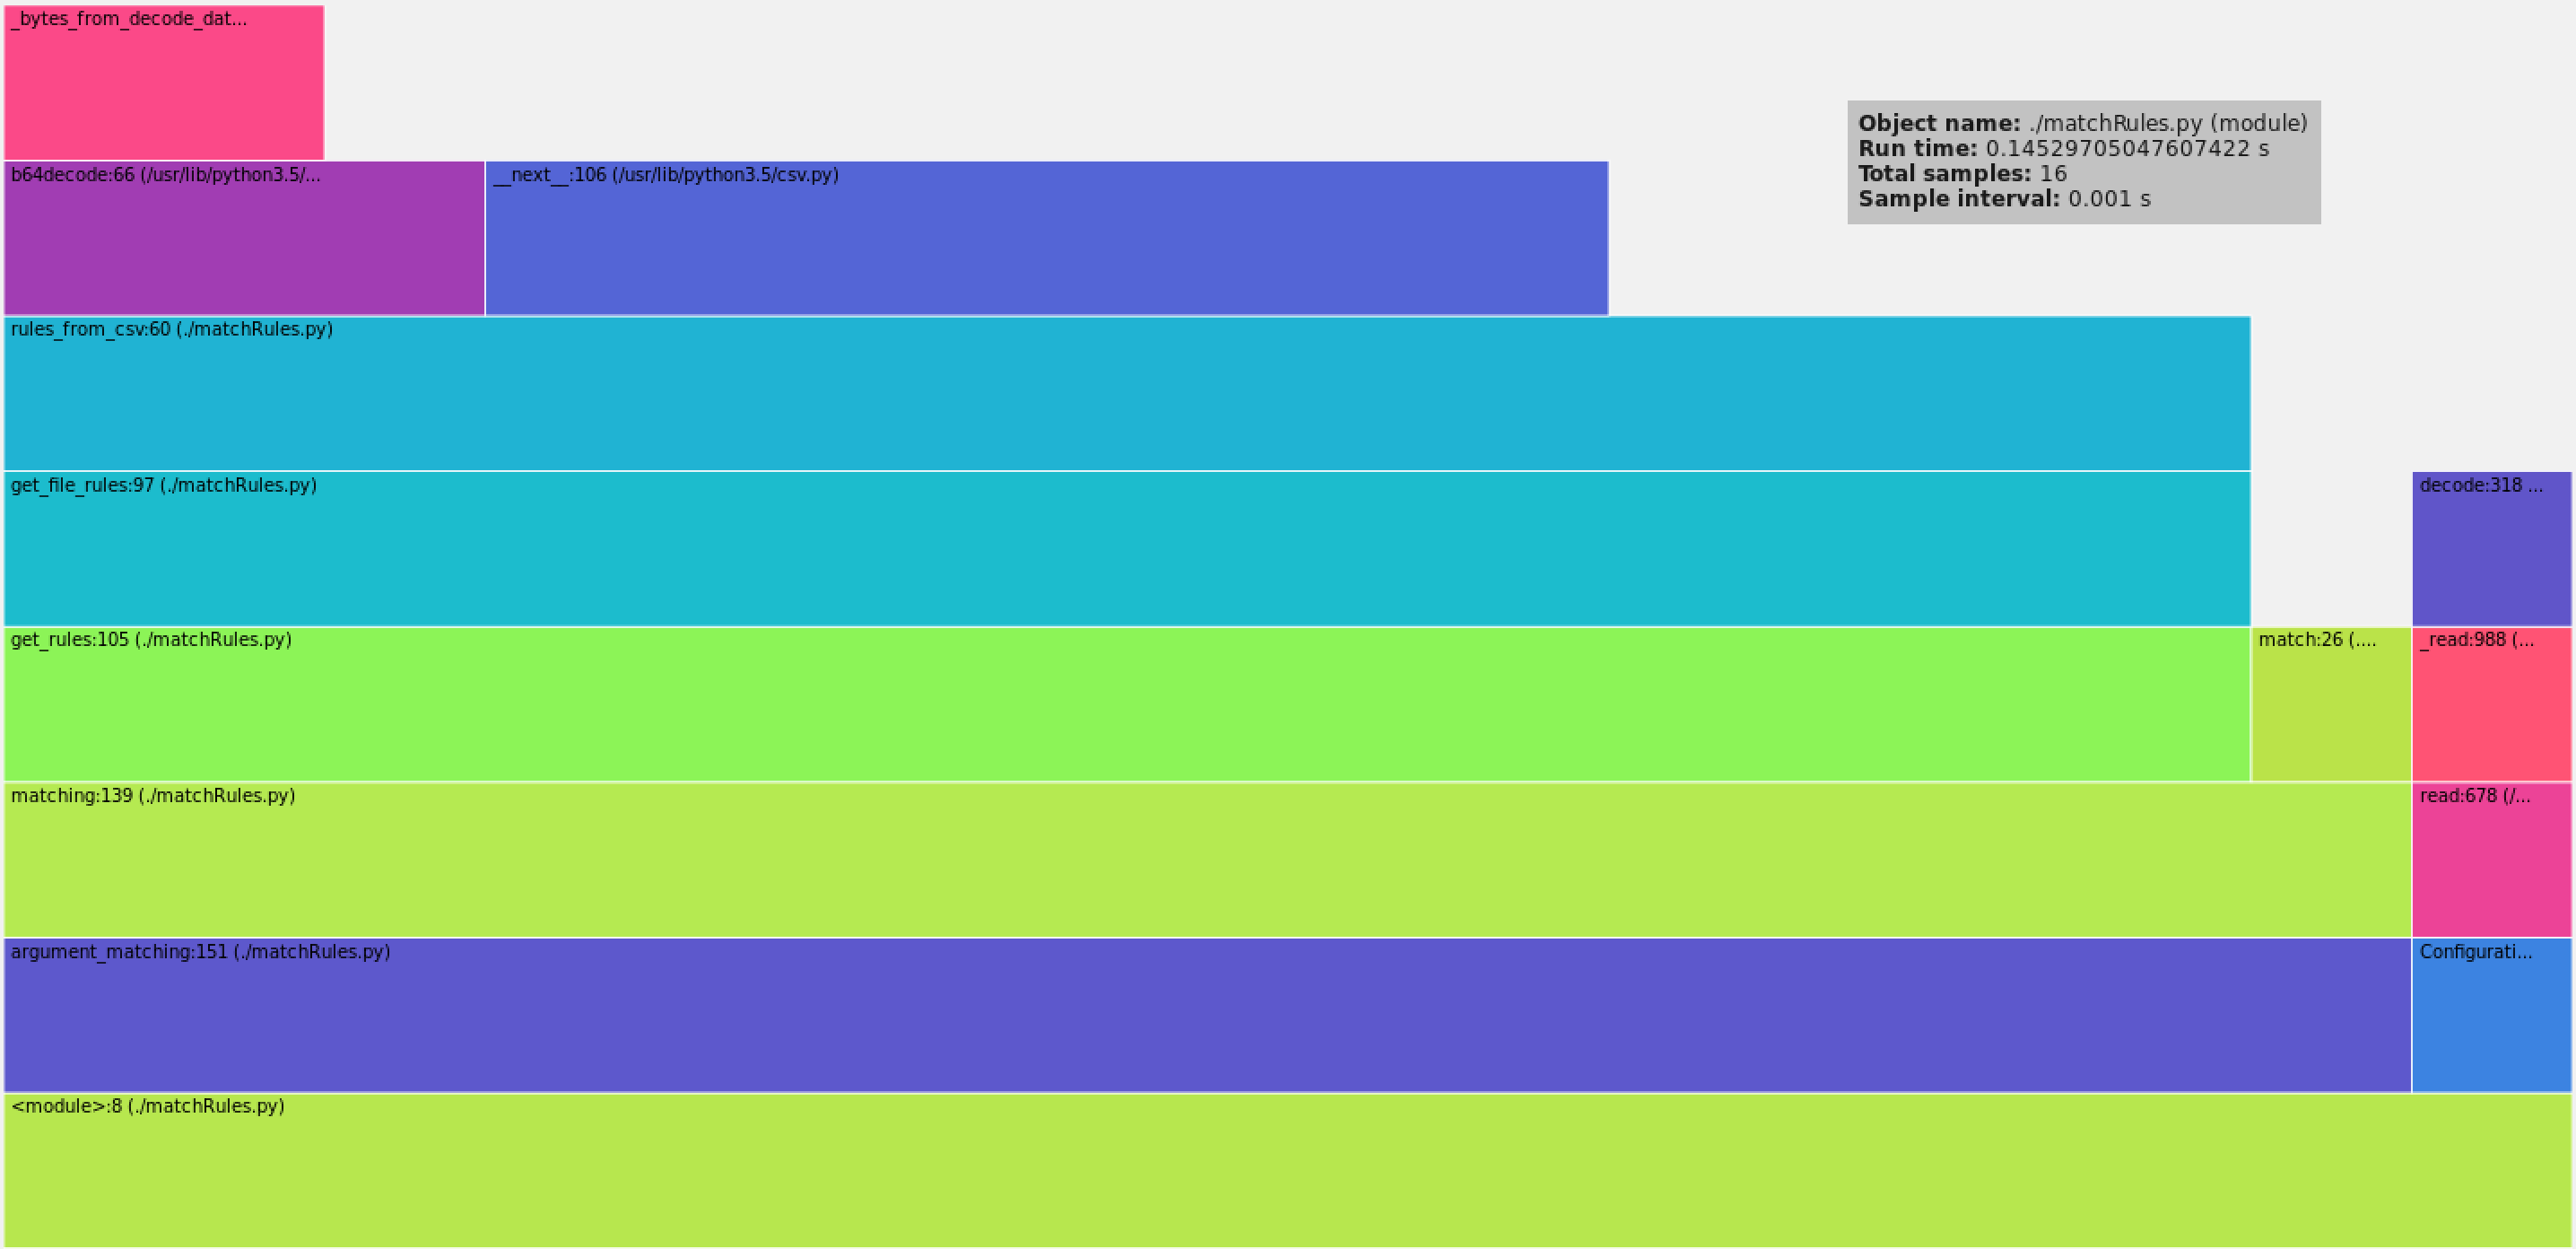 _bytes_from_decode_dat...
Object name: ./matchRules.py (module)
Run time: 0.14529705047607422 s
Total samples: 16
Sample interval: 0.001 s
b64decode:66 (/usr/lib/python3.5/...
__next__:106 (/usr/lib/python3.5/csv.py)
rules_from_csv:60 (./matchRules.py)
get_file_rules:97 (./matchRules.py)
decode:318 ...
get_rules:105 (./matchRules.py)
match:26 (....
_read:988 (...
matching:139 (./matchRules.py)
read:678 (/...
argument_matching:151 (./matchRules.py)
Configurati...
<module>:8 (./matchRules.py)